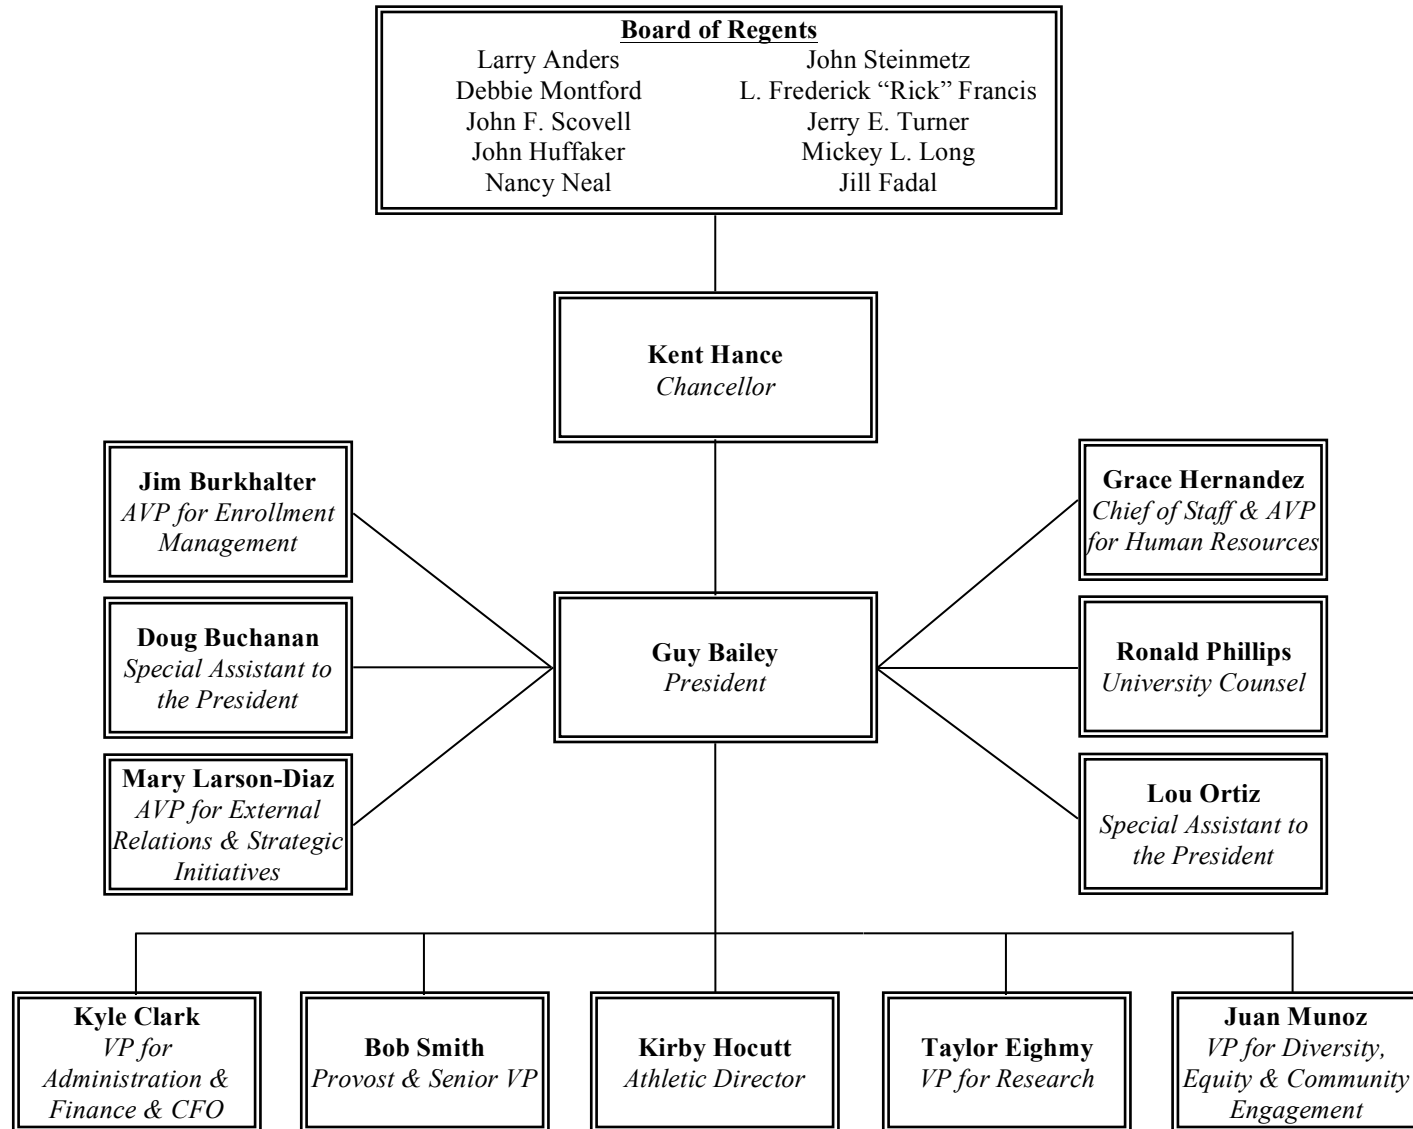 Board of Regents
Larry Anders
Debbie Montford
John F. Scovell
John Huffaker
Nancy Neal
John Steinmetz
L. Frederick “Rick” Francis
Jerry E. Turner
Mickey L. Long
Jill Fadal
Kent Hance
Chancellor
Jim Burkhalter
AVP for Enrollment
Management
Doug Buchanan
Special Assistant to
the President
Mary Larson-Diaz
AVP for External
Relations & Strategic
Initiatives
Guy Bailey
President
Grace Hernandez
Chief of Staff & AVP
for Human Resources
Ronald Phillips
University Counsel
Lou Ortiz
Special Assistant to
the President
Kyle Clark
VP for
Administration &
Finance & CFO
Bob Smith
Provost & Senior VP
Kirby Hocutt
Athletic Director
Taylor Eighmy
VP for Research
Juan Munoz
VP for Diversity,
Equity & Community
Engagement